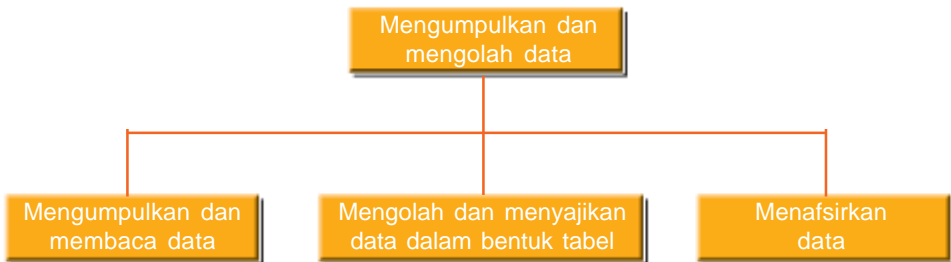 Mengumpulkan dan
mengolah data
Mengumpulkan dan
membaca data
Mengolah dan menyajikan
data dalam bentuk tabel
Menafsirkan
data